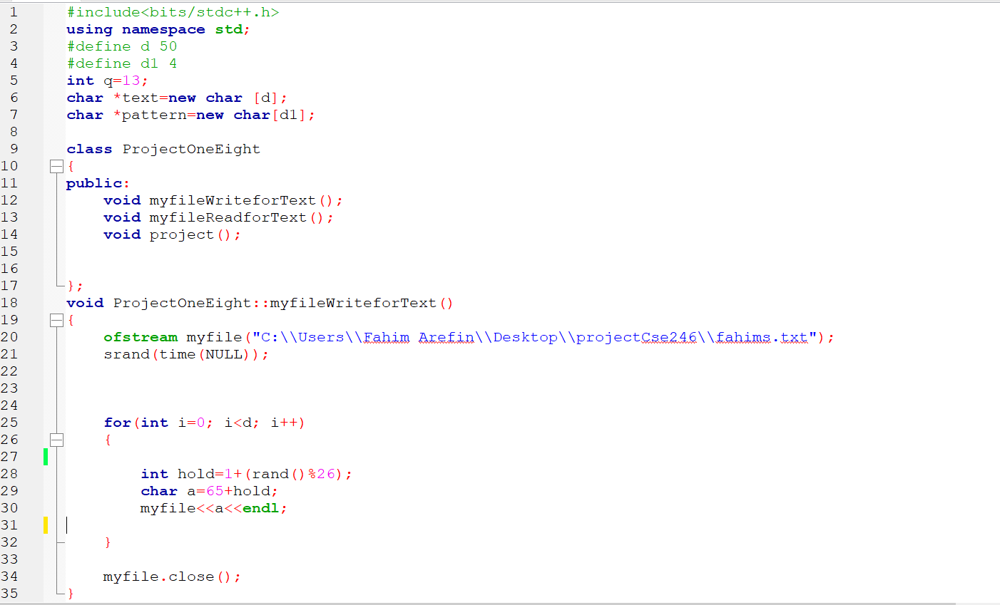 1 #include<bits/stdc++.h>
2 using namespace std;
3 #define d 50
4 #define d1 4
5 int q=13;
6 char *text=new char [d];
7 char *pattern=new char[d1];
8
9 class ProjectOneEight
10 {
11 public:
12     void myfileWriteforText();
13     void myfileReadforText();
14     void project();
15
16
17 };
18 void ProjectOneEight::myfileWriteforText()
19 {
20     ofstream myfile("C:\\Users\\Fahim Arefin\\Desktop\\projectCse246\\fahims.txt");
21     srand(time(NULL));
22
23
24
25     for(int i=0; i<d; i++)
26     {
27
28         int hold=1+(rand()%26);
29         char a=65+hold;
30         myfile<<a<<endl;
31
32     }
33
34     myfile.close();
35 }